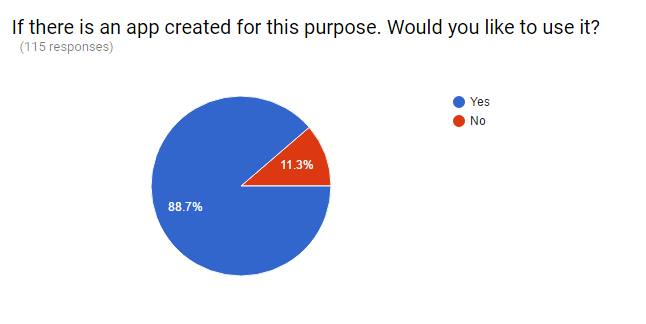 If there is an app created for this purpose. Would you like to use it?
(115 responses)
Yes
No
11.3%
88.7%